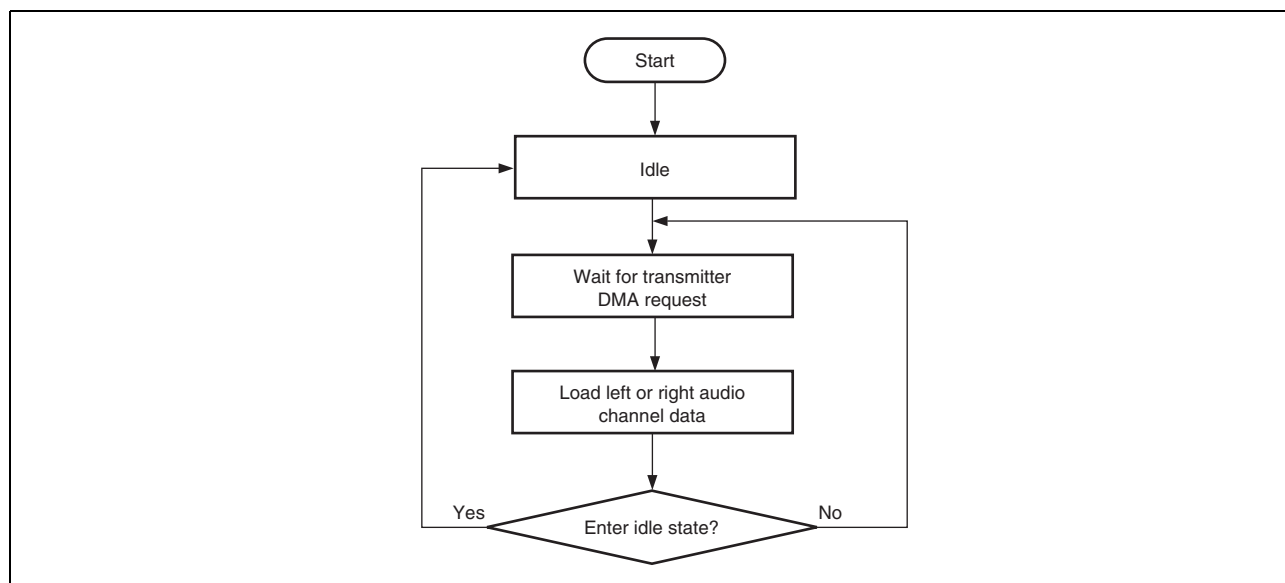 Start
Idle
Wait for transmitter
DMA request
Load left or right audio
channel data
Yes
Enter idle state?
No